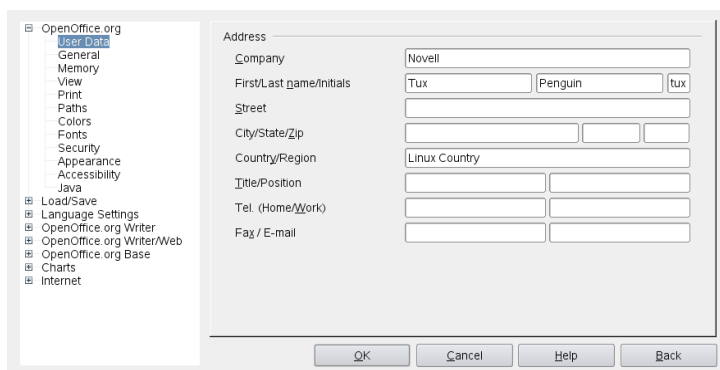 OpenOffice.org
User Data
General
Memory
View
Print
Paths
Colors
Fonts
Security
Appearance
Accessibility
Java
Load/Save
Language Settings
OpenOffice.org Writer
OpenOffice.org Writer/Web
OpenOffice.org Base
Charts
Internet
Address
Company Novell
First/Last name/Initials Tux Penguin tux
Street
City/State/Zip
Country/Region Linux Country
Title/Position
Tel. (Home/Work)
Fax / E-mail
OK Cancel Help Back